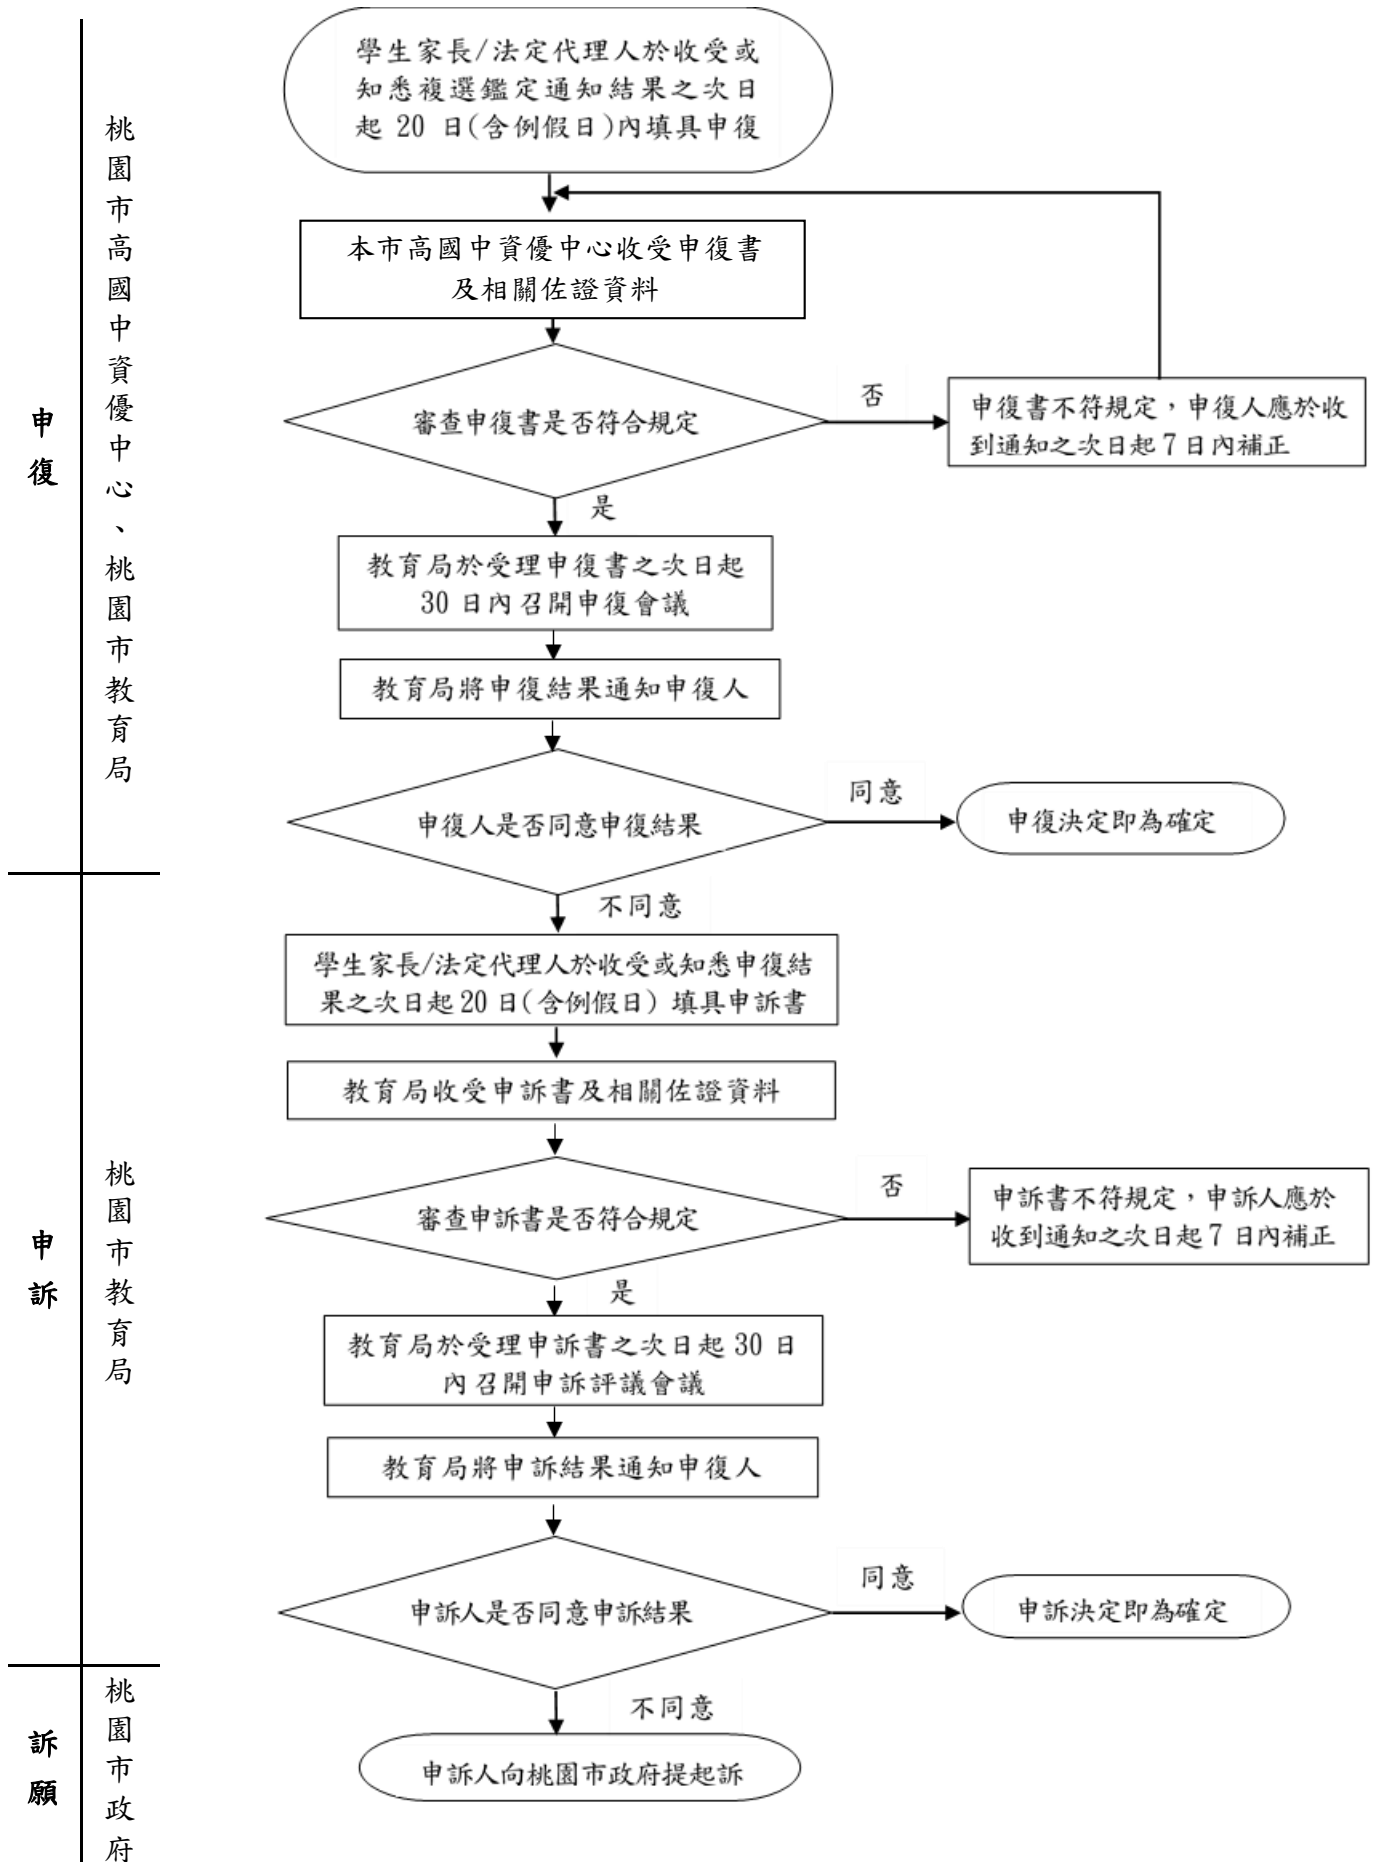 申復
桃園市高國中資優中心、桃園市教育局
學生家長/法定代理人於收受或
知悉複選鑑定通知結果之次日
起 20 日(含例假日)內填具申復
本市高國中資優中心收受申復書
及相關佐證資料
審查申復書是否符合規定
否
申復書不符規定，申復人應於收
到通知之次日起7日內補正
是
教育局於受理申復書之次日起
30 日內召開申復會議
教育局將申復結果通知申復人
申復人是否同意申復結果
同意
申復決定即為確定
不同意
申訴
桃園市教育局
學生家長/法定代理人於收受或知悉申復結
果之次日起20日(含例假日) 填具申訴書
教育局收受申訴書及相關佐證資料
審查申訴書是否符合規定
否
申訴書不符規定，申訴人應於
收到通知之次日起7日內補正
是
教育局於受理申訴書之次日起 30 日
內召開申訴評議會議
教育局將申訴結果通知申復人
申訴人是否同意申訴結果
同意
申訴決定即為確定
不同意
訴願
桃園市政府
申訴人向桃園市政府提起訴